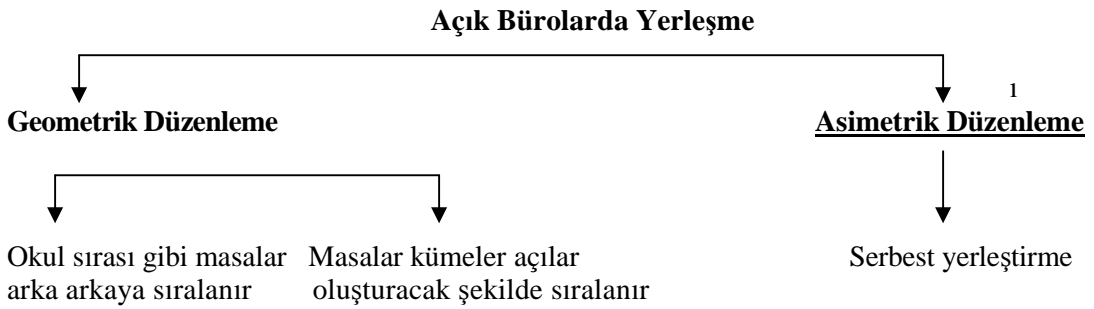 Açık Bürolarda Yerleşme
1
Geometrik Düzenleme Asimetrik Düzenleme
Okul sırası gibi masalar Masalar kümeler açılar Serbest yerleştirme
arka arkaya sıralanır oluşturacak şekilde sıralanır